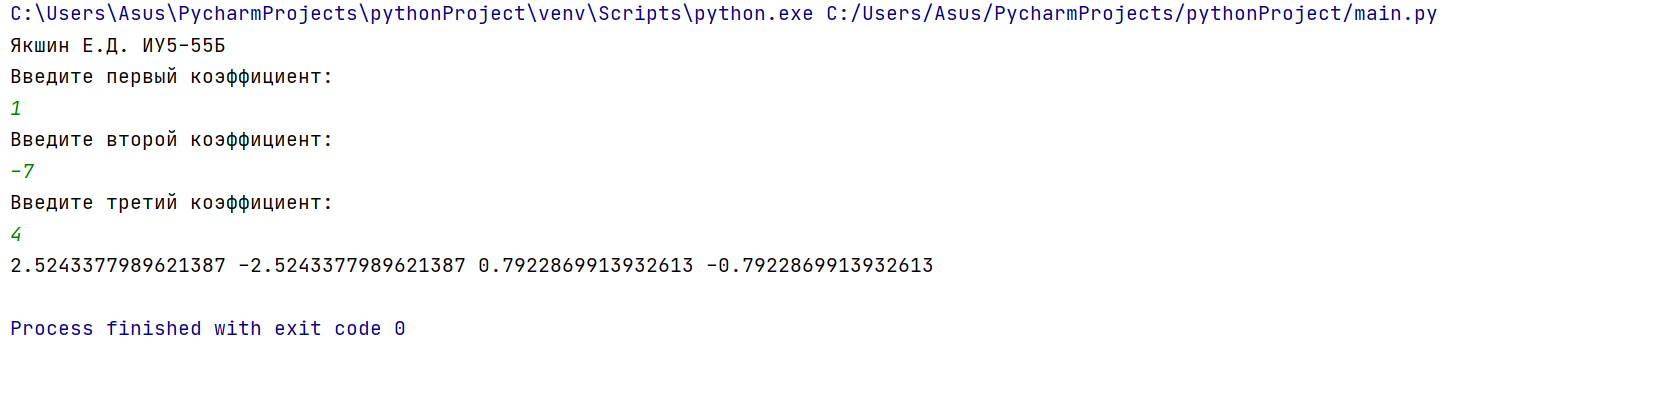 C:\Users\Asus\PycharmProjects\pythonProject\venv\Scripts\python.exe C:/Users/Asus/PycharmProjects/pythonProject/main.py
Якшин Е.Д. ИУ5-55Б
Введите первый коэффициент:
1
Введите второй коэффициент:
-7
Введите третий коэффициент:
4
2.5243377989621387 -2.5243377989621387 0.7922869913932613 -0.7922869913932613
Process finished with exit code 0